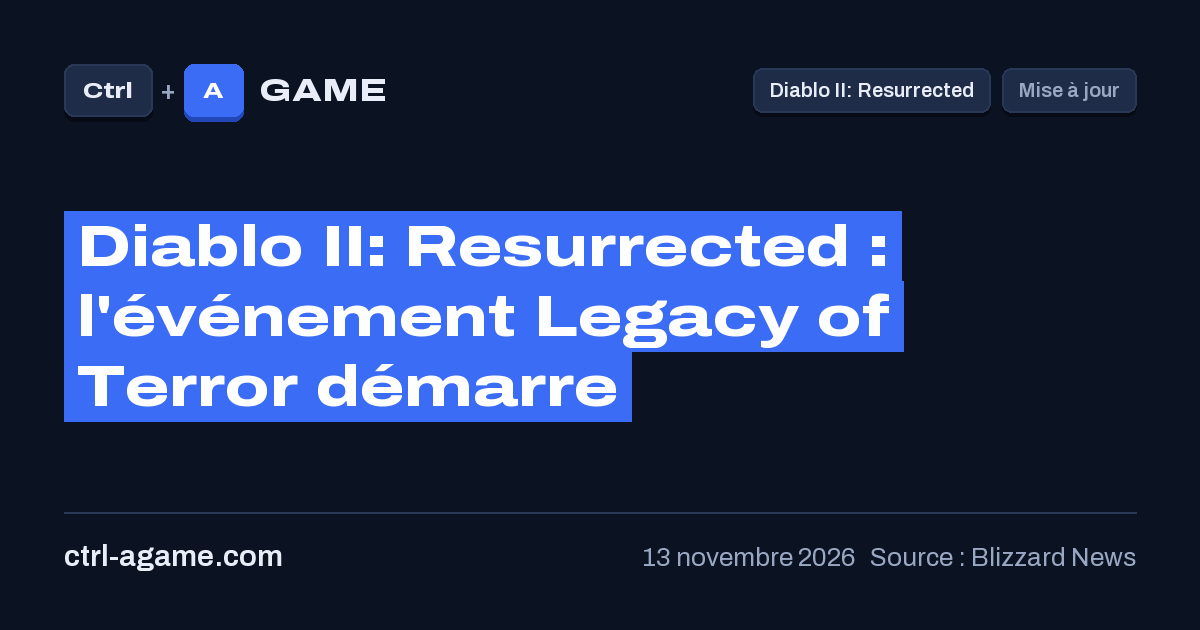 Ctrl + A GAME
Diablo II: Resurrected
Mise à jour
Diablo II: Resurrected :
l'événement Legacy of
Terror démarre
ctrl-agame.com
13 novembre 2026 Source : Blizzard News